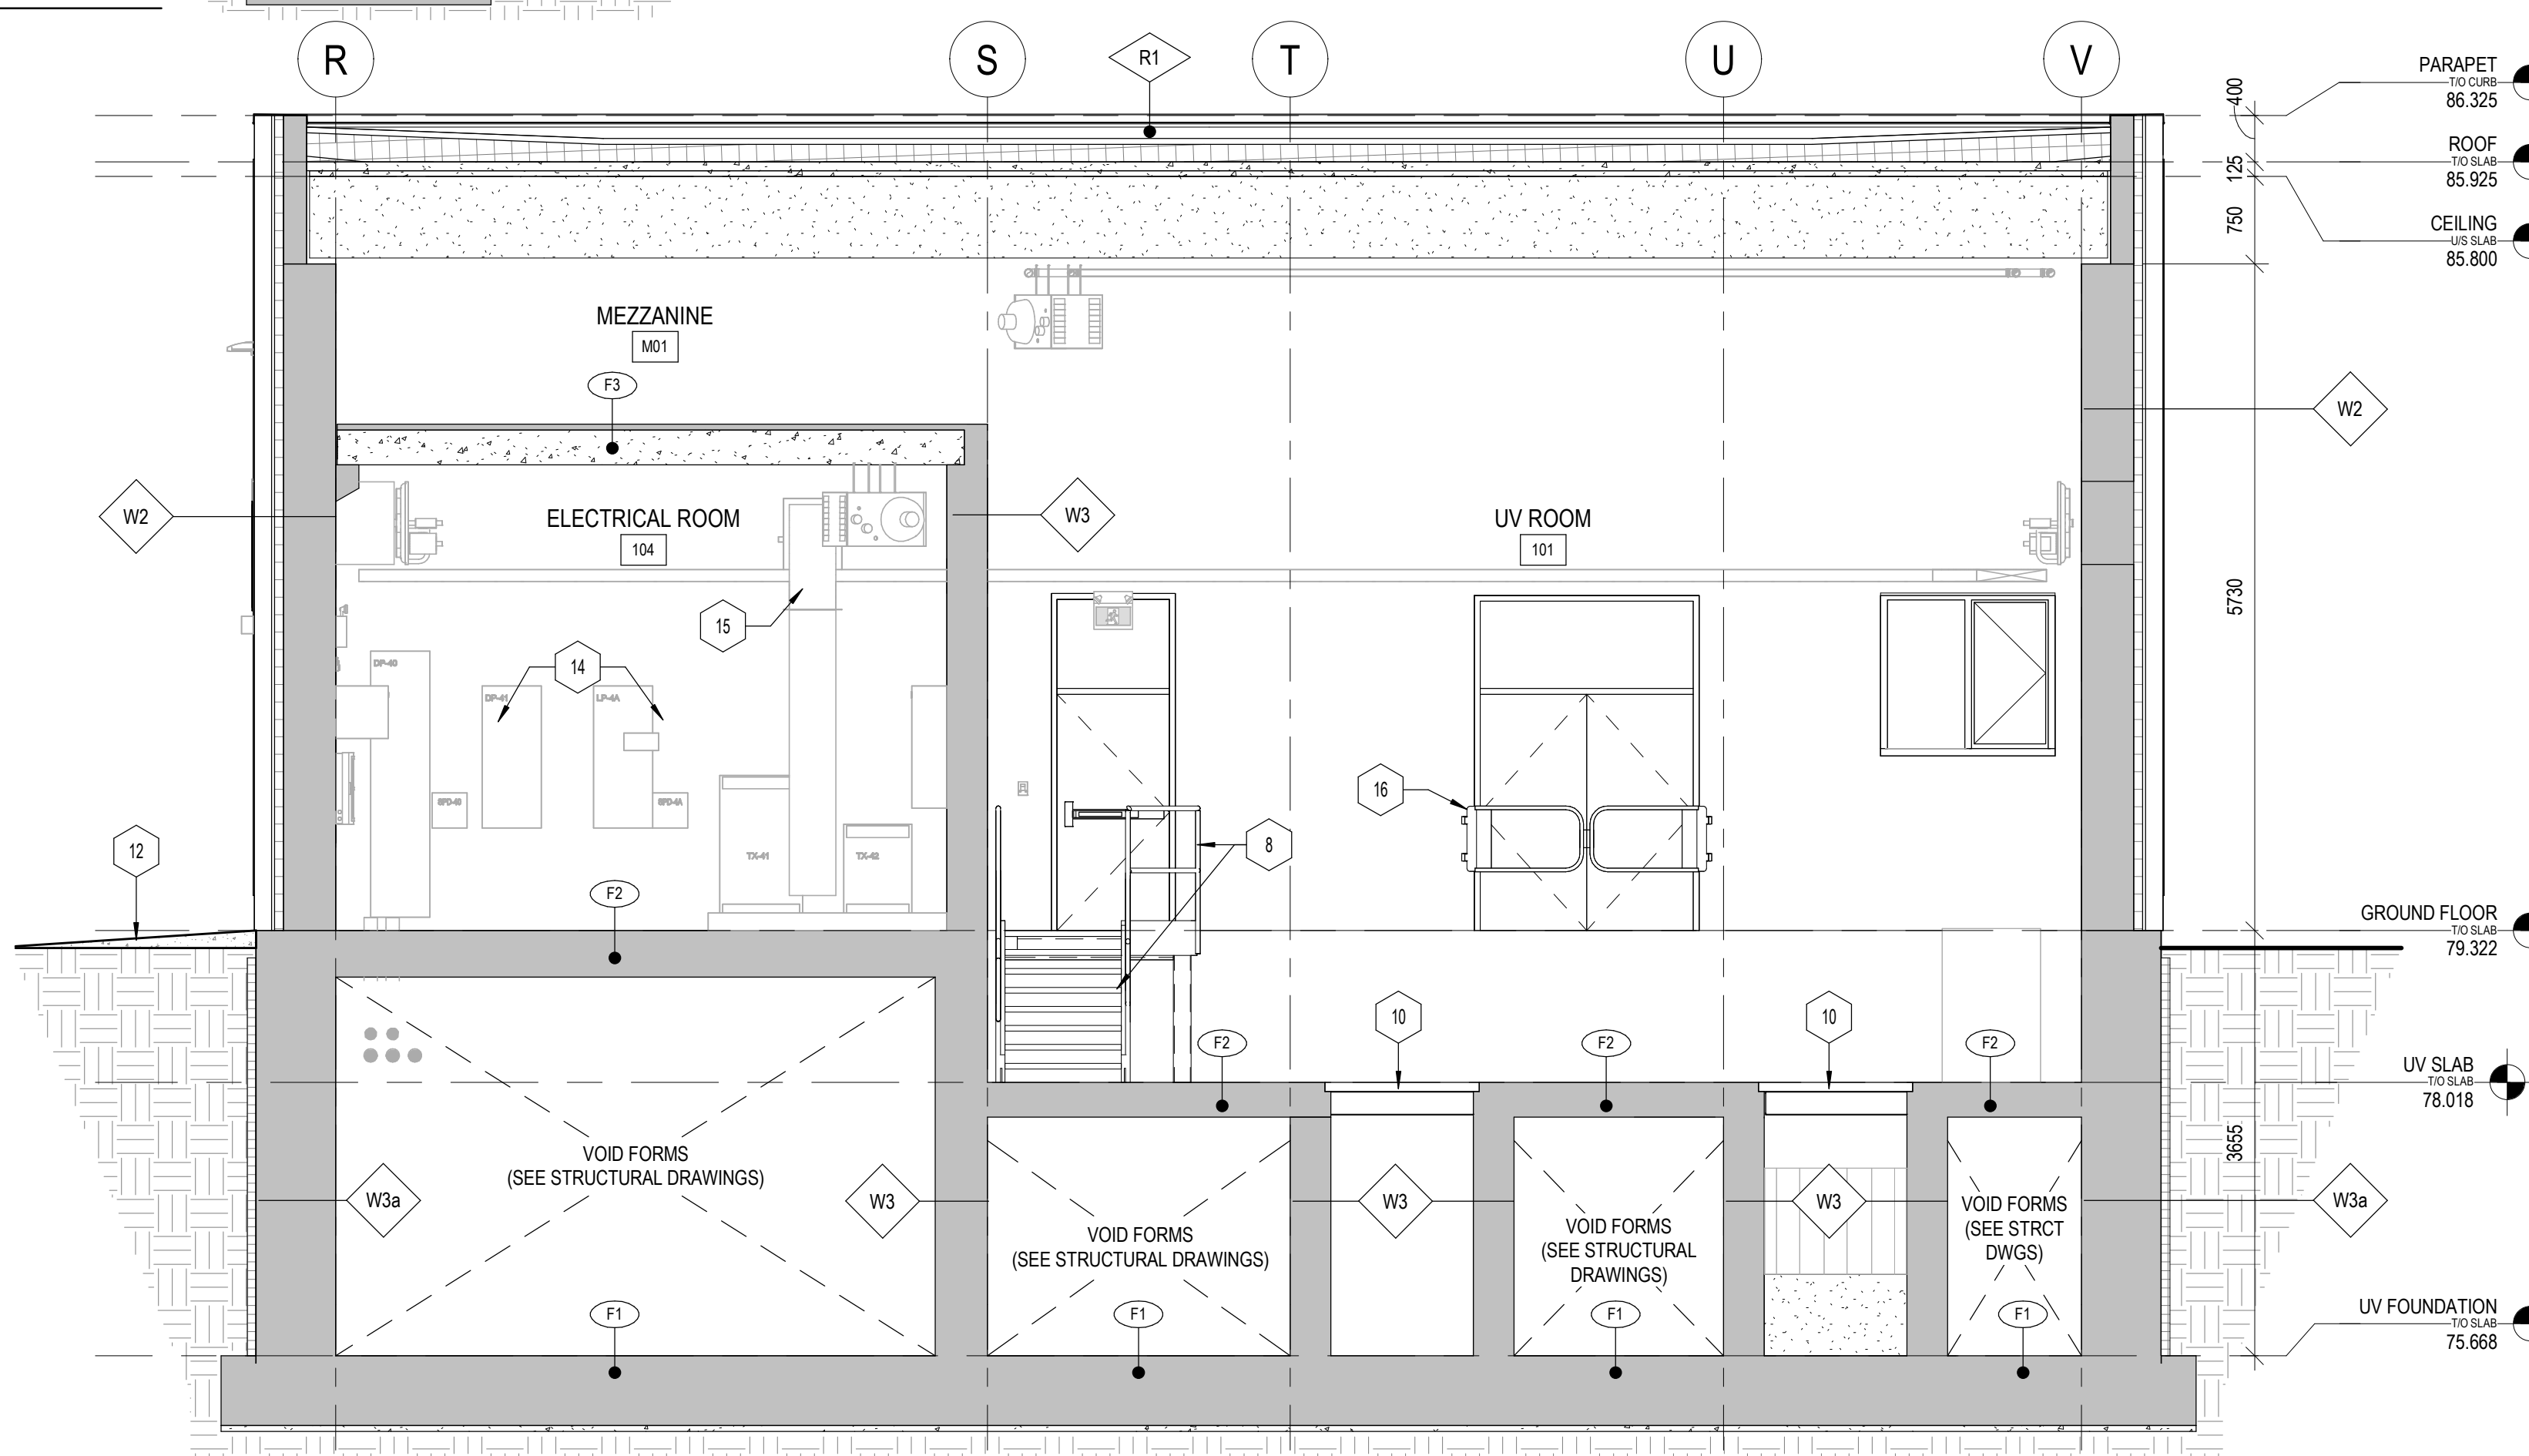 R
S
R1
T
U
V
PARAPET
T/O CURB
86.325
400
ROOF
T/O SLAB
85.925
125
CEILING
U/S SLAB
85.800
750
MEZZANINE
M01
F3
W2
W2
ELECTRICAL ROOM
104
W3
UV ROOM
101
15
5730
14
DP-40
DP-41
LP-4A
16
SPD-40
SPD-4A
12
TX-41
TX-42
8
F2
GROUND FLOOR
T/O SLAB
79.322
10
10
F2
F2
F2
UV SLAB
T/O SLAB
78.018
3655
VOID FORMS
(SEE STRUCTURAL DRAWINGS)
W3a
W3
W3
W3
W3a
VOID FORMS
(SEE STRUCTURAL DRAWINGS)
VOID FORMS
(SEE STRUCTURAL
DRAWINGS)
VOID FORMS
(SEE STRCT
DWGS)
F1
F1
F1
F1
UV FOUNDATION
T/O SLAB
75.668